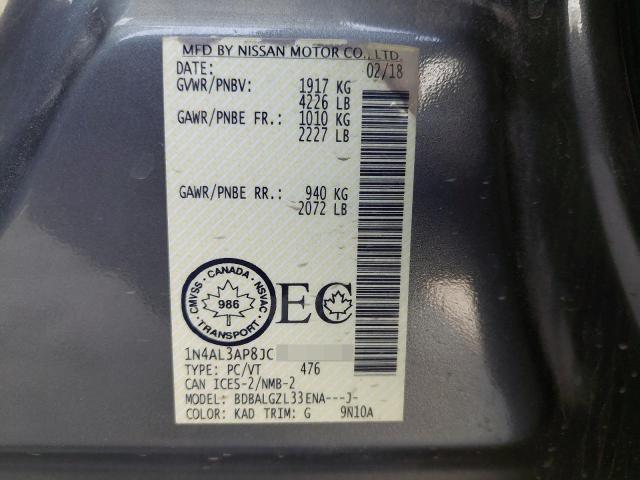 MFD BY NISSAN MOTOR CO., LTD.
DATE: 02/18
GVWR/PNBV: 1917 KG
4226 LB
GAWR/PNBE FR.: 1010 KG
2227 LB
GAWR/PNBE RR.: 940 KG
2072 LB
CANADA
CMVSS NSVAC
986
TRANSPORT
EC
1N4AL3AP8JC
TYPE: PC/VT 476
CAN ICES-2/NMB-2
MODEL: BDBALGZL33ENA---J-
COLOR: KAD TRIM: G 9N10A